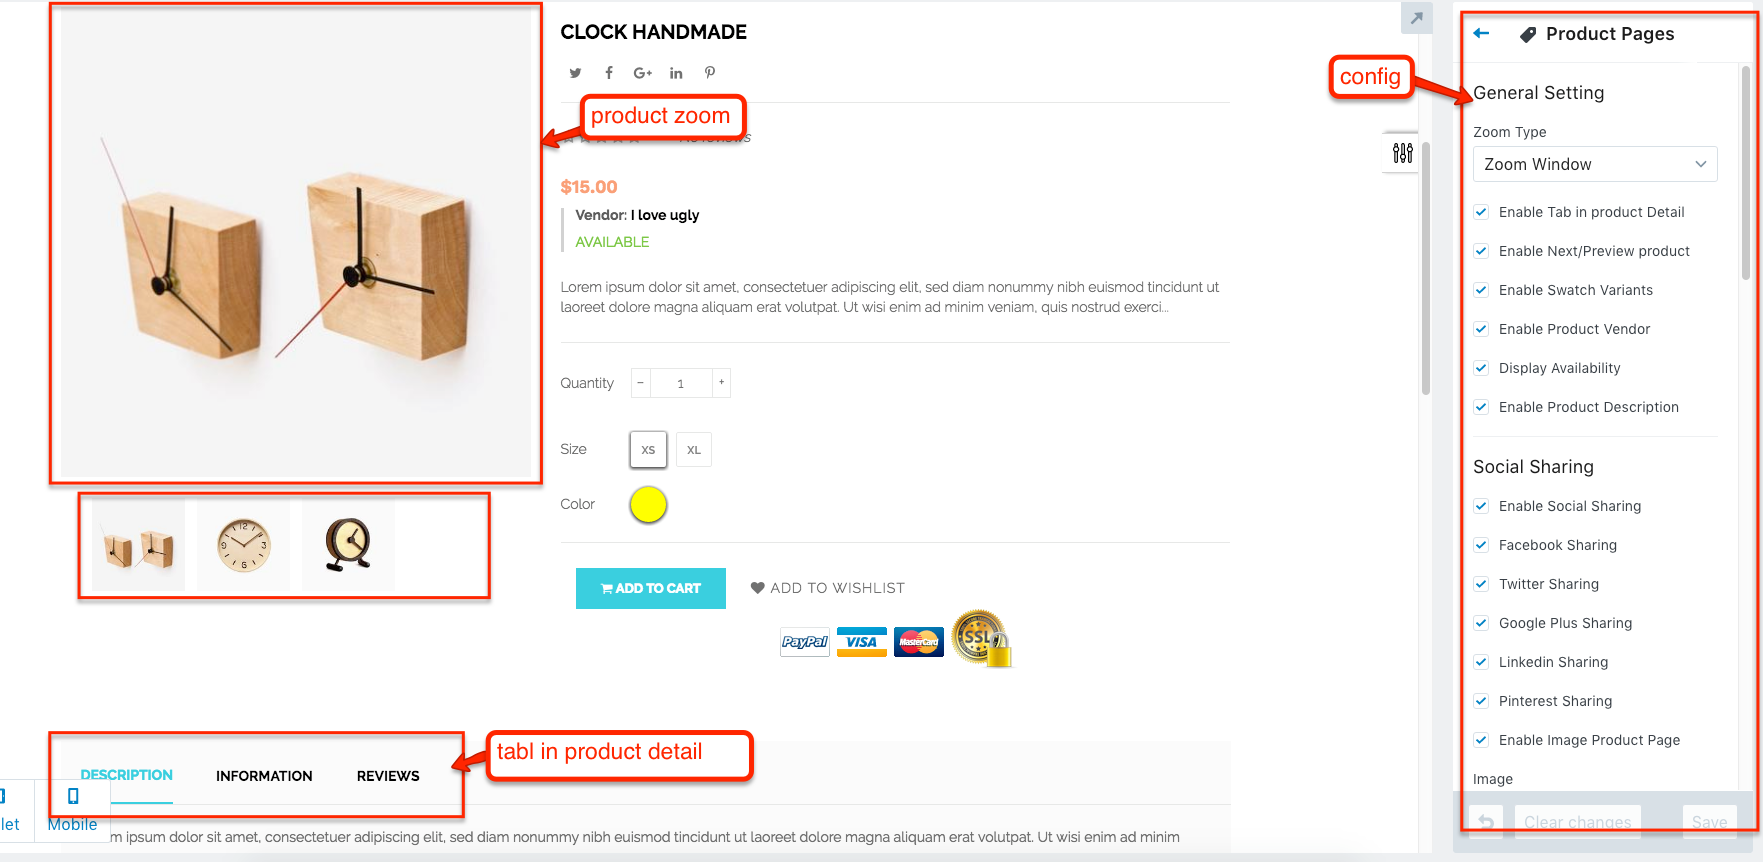 CLOCK HANDMADE
product zoom
$15.00
Vendor: I love ugly
AVAILABLE
Lorem ipsum dolor sit amet, consectetuer adipiscing elit, sed diam nonummy nibh euismod tincidunt ut
laoreet dolore magna aliquam erat volutpat. Ut wisi enim ad minim veniam, quis nostrud exerci...
Quantity − 1 +
Size XS XL
Color
ADD TO CART ADD TO WISHLIST
PayPal VISA MasterCard SSL
tabl in product detail
DESCRIPTION INFORMATION REVIEWS
let Mobile
m ipsum dolor sit amet, consectetuer adipiscing elit, sed diam nonummy nibh euismod tincidunt ut laoreet dolore magna aliquam erat volutpat. Ut wisi enim ad minim
config
Product Pages
General Setting
Zoom Type
Zoom Window
Enable Tab in product Detail
Enable Next/Preview product
Enable Swatch Variants
Enable Product Vendor
Display Availability
Enable Product Description
Social Sharing
Enable Social Sharing
Facebook Sharing
Twitter Sharing
Google Plus Sharing
Linkedin Sharing
Pinterest Sharing
Enable Image Product Page
Image
Clear changes Save